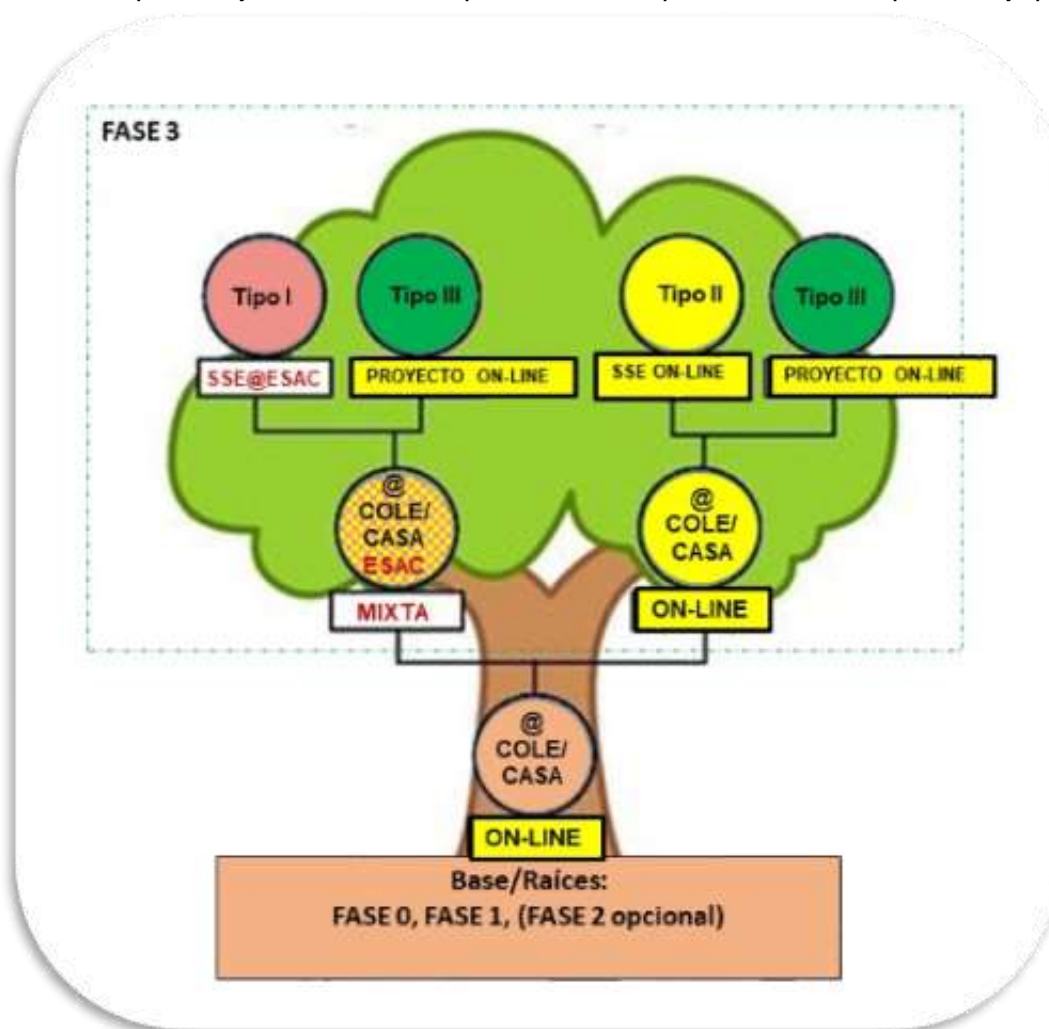 FASE 3
Tipo I
Tipo III
Tipo II
Tipo III
SSE@ESAC
PROYECTO ON-LINE
SSE ON-LINE
PROYECTO ON-LINE
@
COLE/
CASA
ESAC
MIXTA
@
COLE/
CASA
ON-LINE
@
COLE/
CASA
ON-LINE
Base/Raíces:
FASE 0, FASE 1, (FASE 2 opcional)